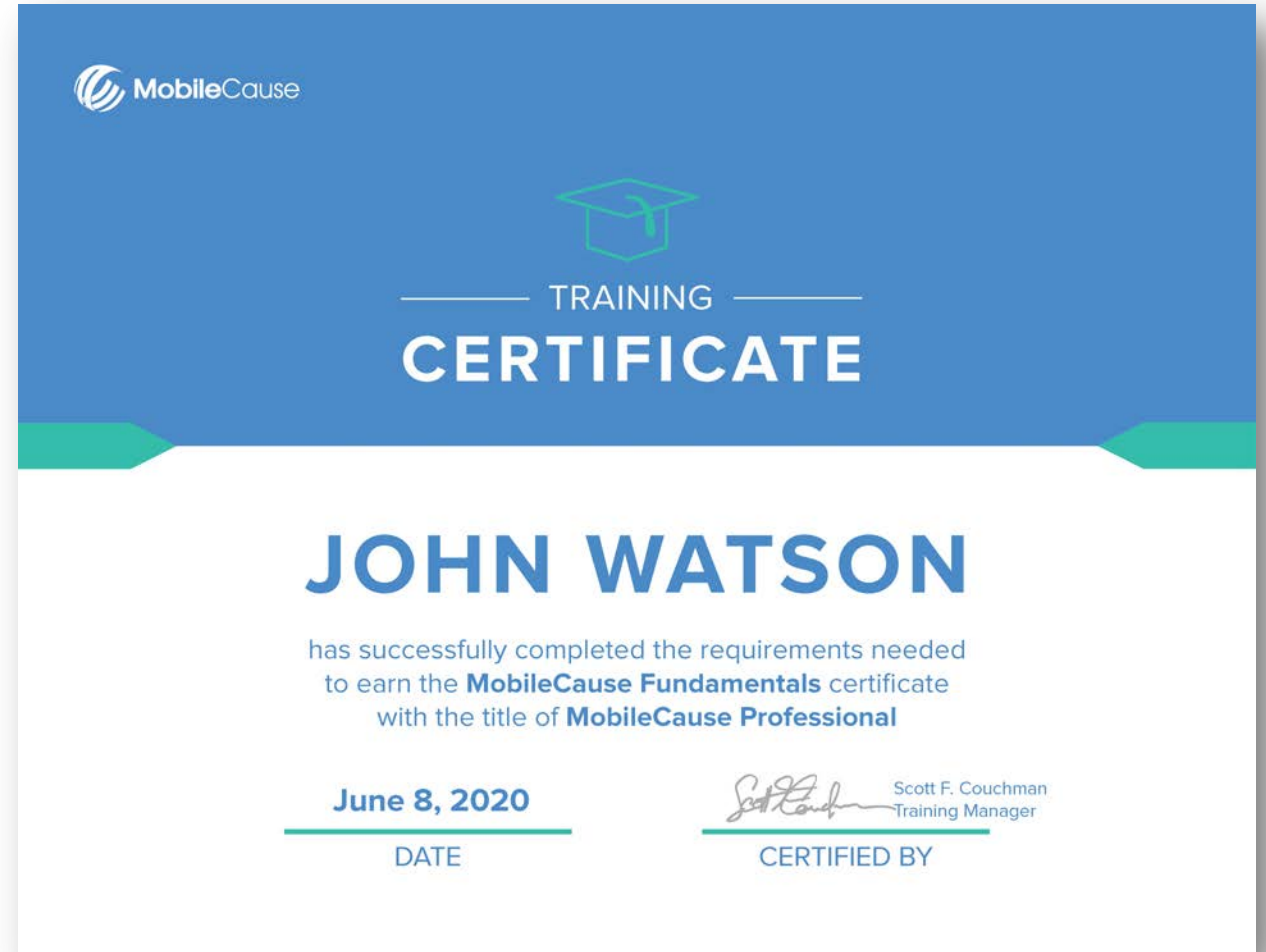 MobileCause
TRAINING
CERTIFICATE
JOHN WATSON
has successfully completed the requirements needed
to earn the MobileCause Fundamentals certificate
with the title of MobileCause Professional
June 8, 2020
DATE
Scott F. Couchman
Training Manager
CERTIFIED BY